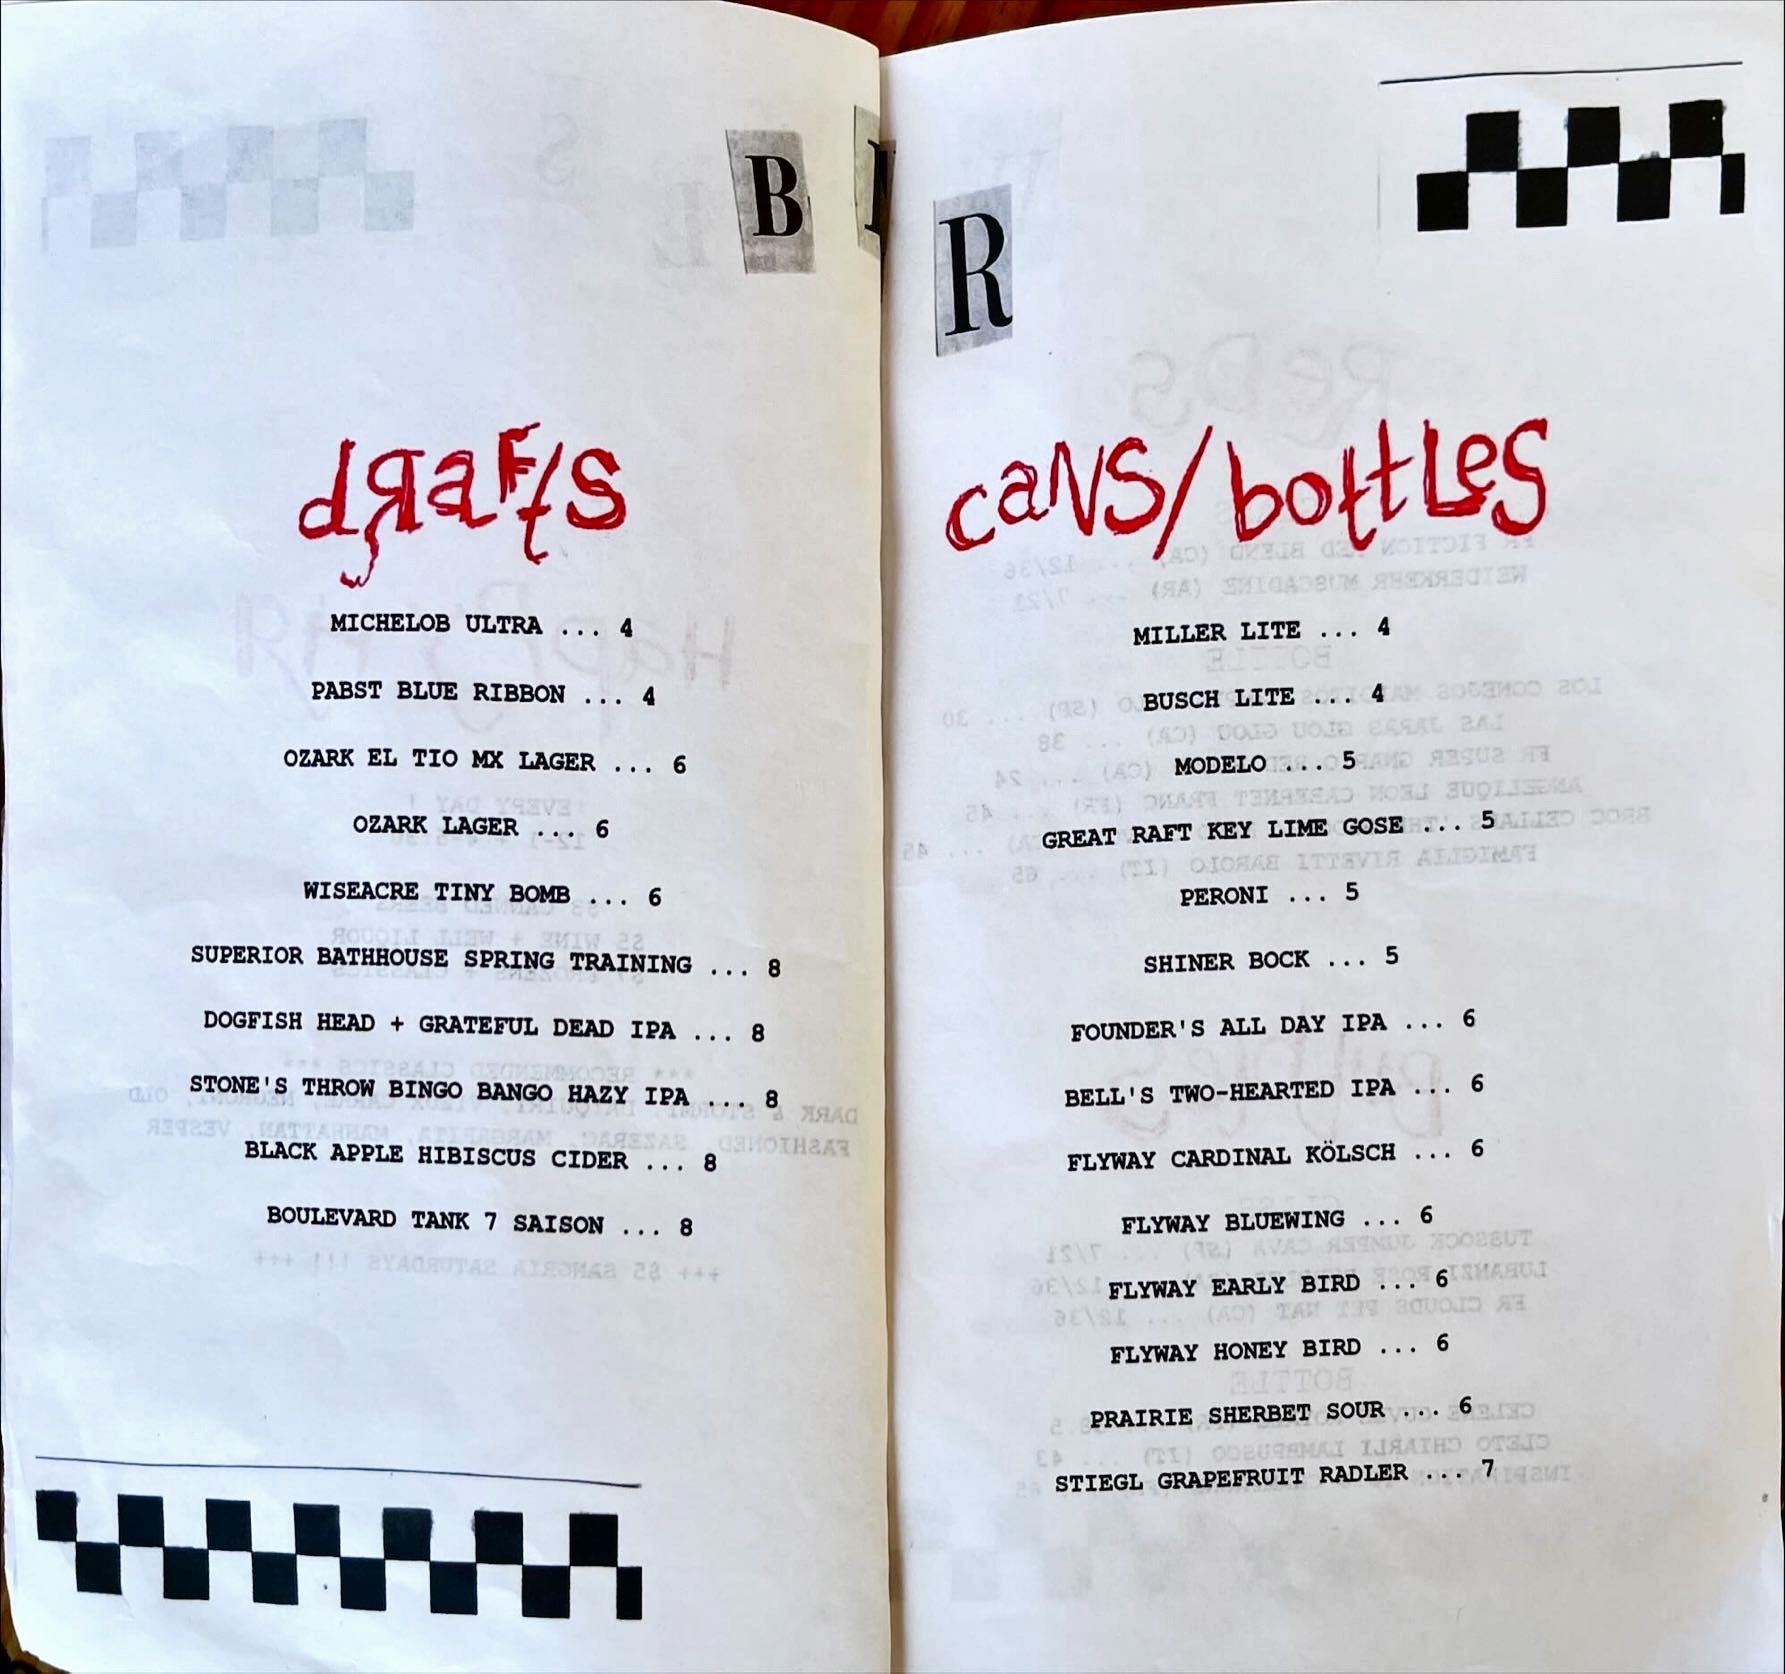 B
R
drafts
MICHELOB ULTRA ... 4
PABST BLUE RIBBON ... 4
OZARK EL TIO MX LAGER ... 6
OZARK LAGER ... 6
WISEACRE TINY BOMB ... 6
SUPERIOR BATHHOUSE SPRING TRAINING ... 8
DOGFISH HEAD + GRATEFUL DEAD IPA ... 8
STONE'S THROW BINGO BANGO HAZY IPA ... 8
BLACK APPLE HIBISCUS CIDER ... 8
BOULEVARD TANK 7 SAISON ... 8
caNS/bottLeS
MILLER LITE ... 4
BUSCH LITE ... 4
MODELO ... 5
GREAT RAFT KEY LIME GOSE ... 5
PERONI ... 5
SHINER BOCK ... 5
FOUNDER'S ALL DAY IPA ... 6
BELL'S TWO-HEARTED IPA ... 6
FLYWAY CARDINAL KÖLSCH ... 6
FLYWAY BLUEWING ... 6
FLYWAY EARLY BIRD ... 6
FLYWAY HONEY BIRD ... 6
PRAIRIE SHERBET SOUR ... 6
STIEGL GRAPEFRUIT RADLER ... 7